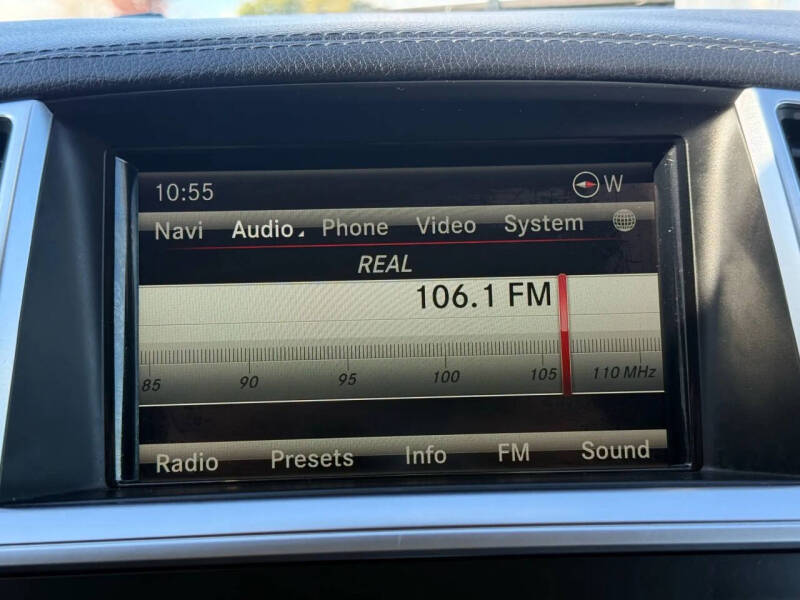 10:55 W
Navi Audio Phone Video System
REAL
106.1 FM
85 90 95 100 105 110 MHz
Radio Presets Info FM Sound